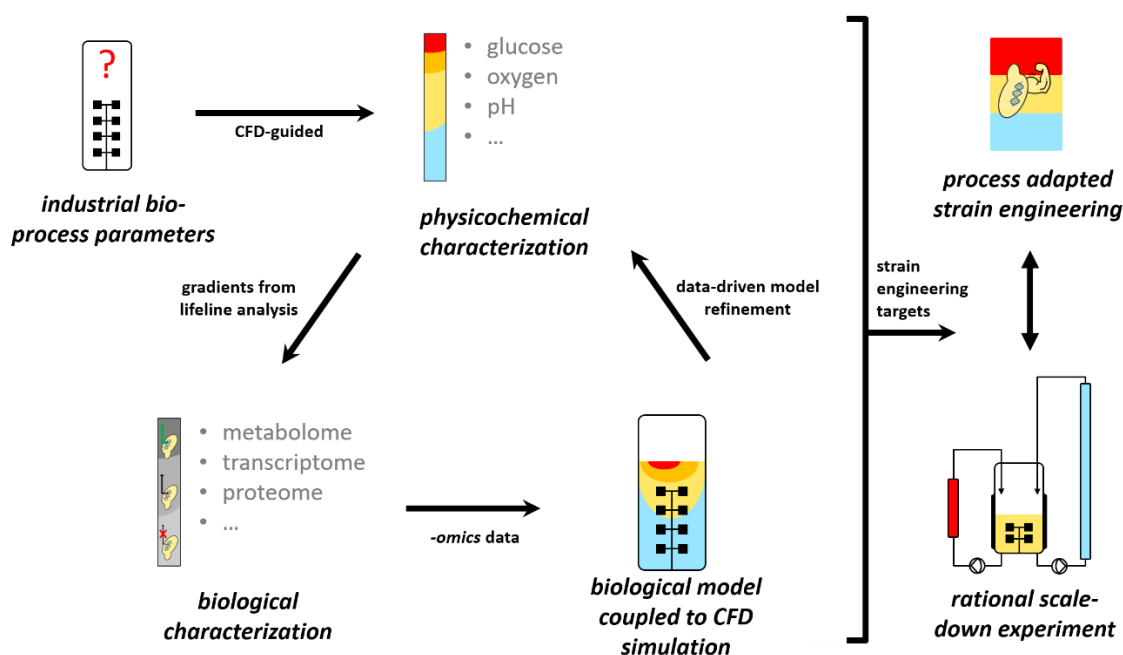 ?
CFD-guided
industrial bio-
process parameters
• glucose
• oxygen
• pH
• ...
physicochemical
characterization
gradients from
lifeline analysis
data-driven model
refinement
• metabolome
• transcriptome
• proteome
• ...
biological
characterization
-omics data
biological model
coupled to CFD
simulation
strain
engineering
targets
process adapted
strain engineering
rational scale-
down experiment